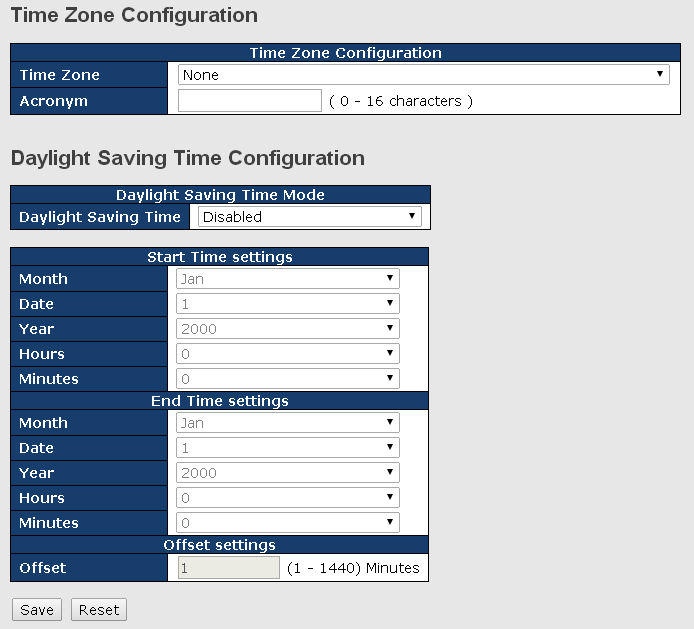 Time Zone Configuration
Time Zone Configuration
Time Zone None
Acronym ( 0 - 16 characters )
Daylight Saving Time Configuration
Daylight Saving Time Mode
Daylight Saving Time Disabled
Start Time settings
Month Jan
Date 1
Year 2000
Hours 0
Minutes 0
End Time settings
Month Jan
Date 1
Year 2000
Hours 0
Minutes 0
Offset settings
Offset 1 (1 - 1440) Minutes
Save Reset